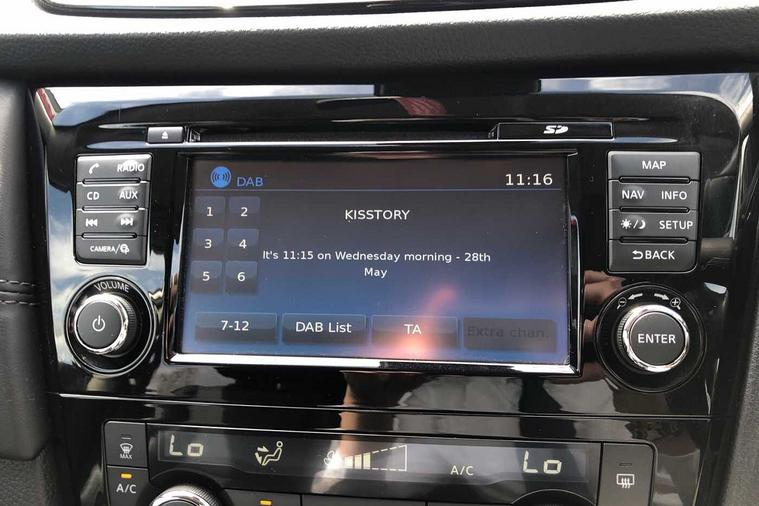 SD
RADIO
CD AUX
CAMERA/
VOLUME
DAB
11:16
1 2
3 4
5 6
KISSTORY
It's 11:15 on Wednesday morning - 28th
May
7-12
DAB List
TA
Extra chan.
MAP
NAV INFO
SETUP
BACK
ENTER
MAX
A/C
Lo
A/C
Lo